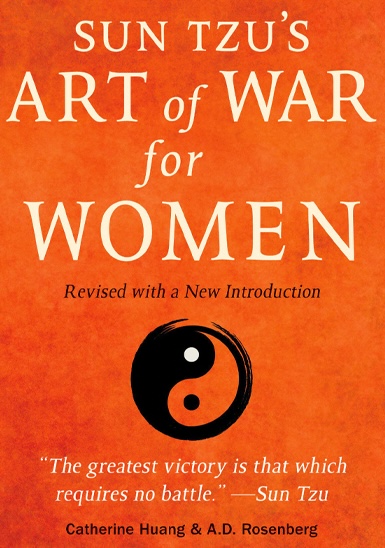 SUN TZU'S
ART of WAR
for
WOMEN
Revised with a New Introduction
“The greatest victory is that which
requires no battle.” —Sun Tzu
Catherine Huang & A.D. Rosenberg